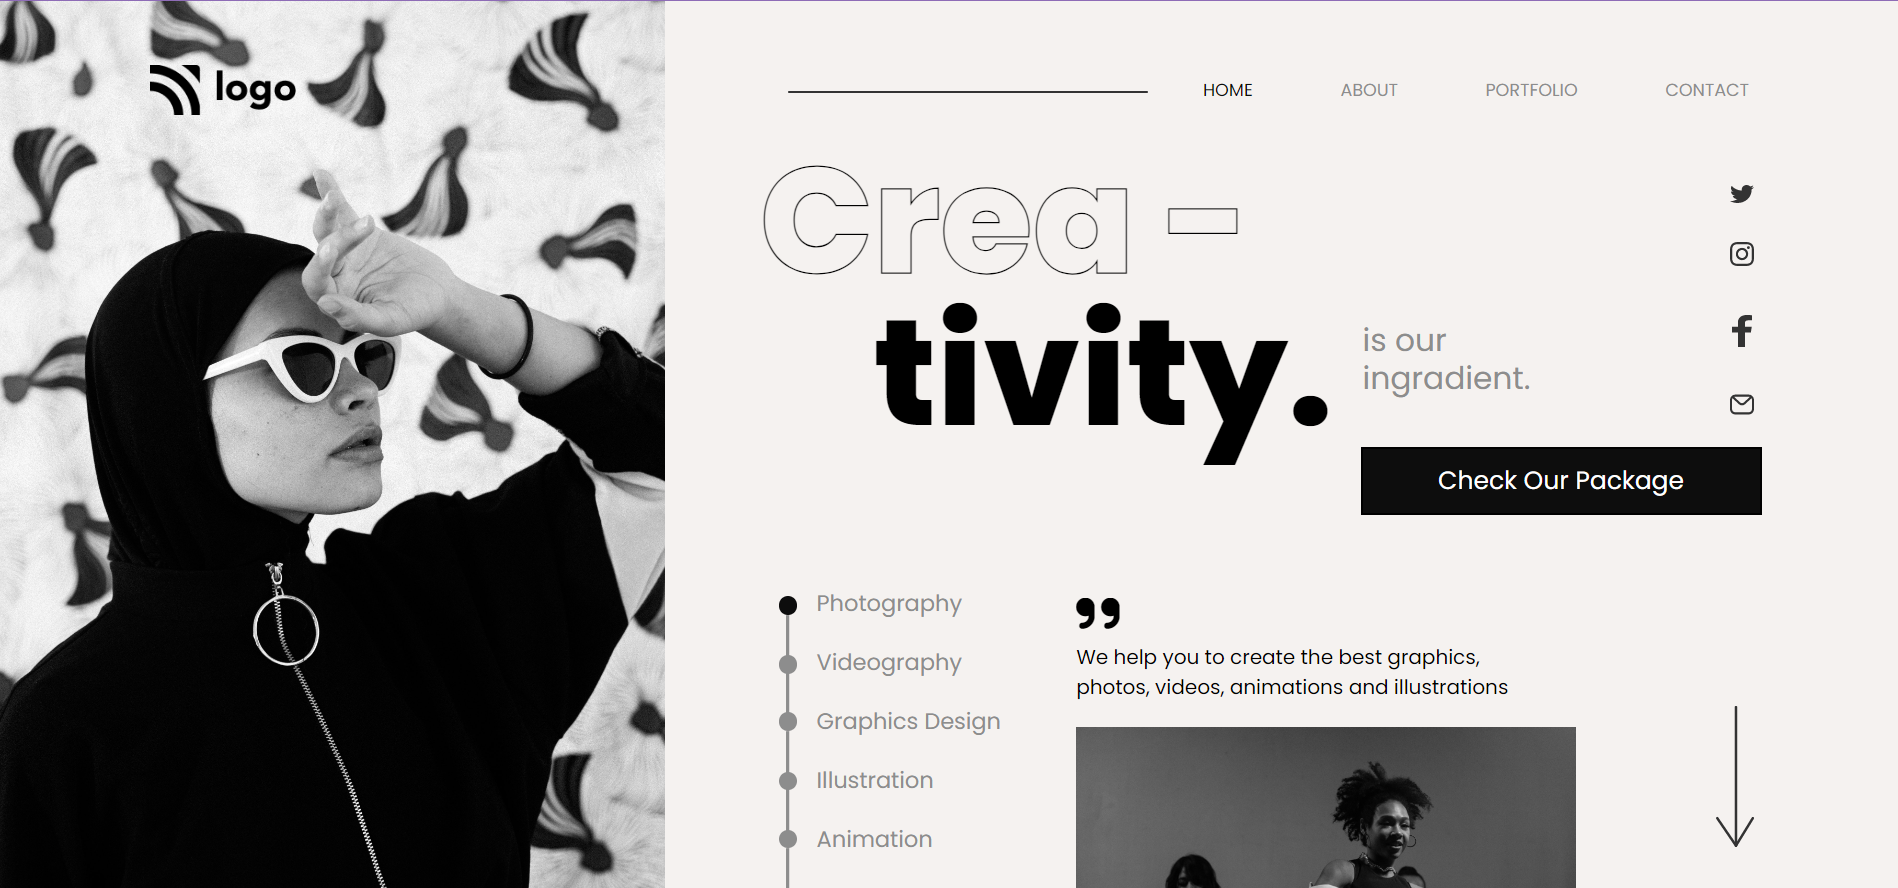 logo
HOME ABOUT PORTFOLIO CONTACT
Crea -
tivity.
is our
ingradient.
Check Our Package
Photography
Videography
Graphics Design
Illustration
Animation
”
We help you to create the best graphics,
photos, videos, animations and illustrations